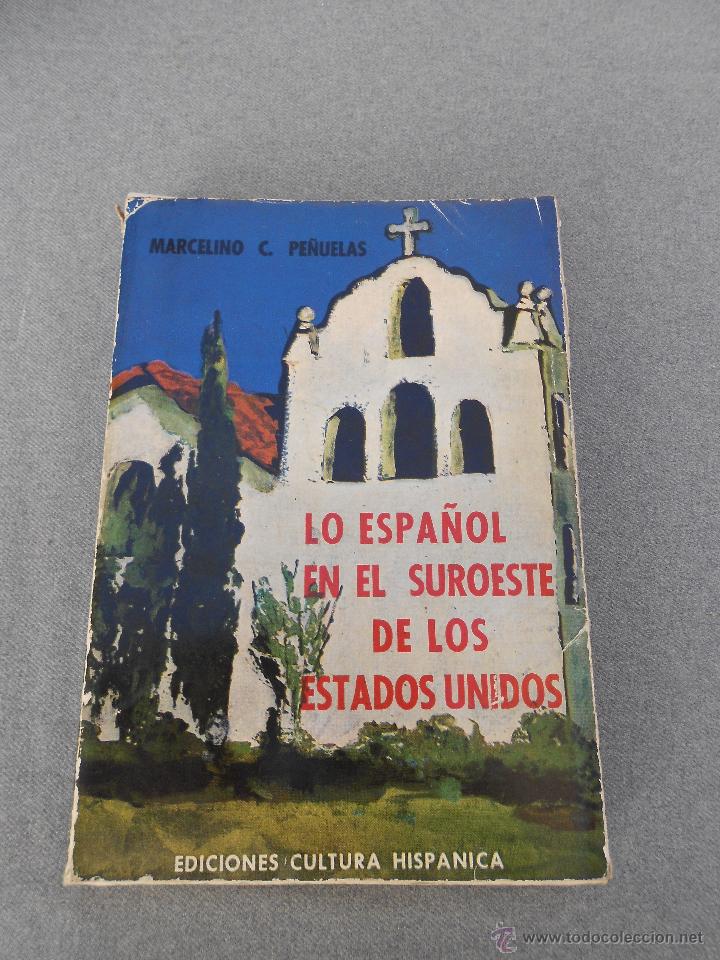 MARCELINO C. PEÑUELAS
LO ESPAÑOL
EN EL SUROESTE
DE LOS
ESTADOS UNIDOS
EDICIONES CULTURA HISPANICA
www.todocoleccion.net